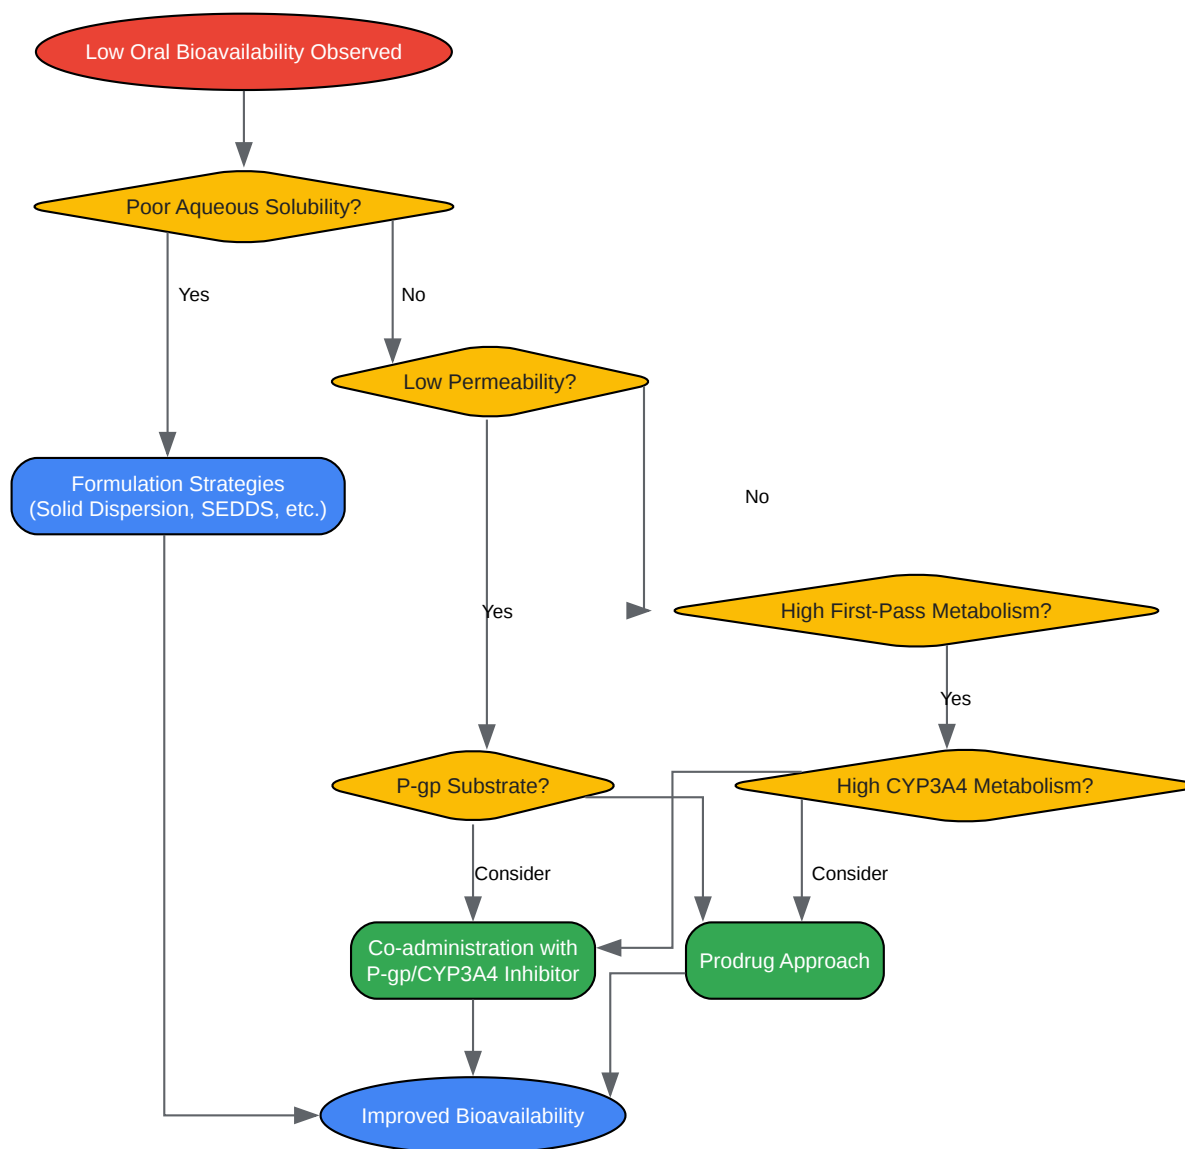 Low Oral Bioavailability Observed
Poor Aqueous Solubility?
Yes
No
Low Permeability?
Formulation Strategies
(Solid Dispersion, SEDDS, etc.)
No
Yes
High First-Pass Metabolism?
Yes
P-gp Substrate?
High CYP3A4 Metabolism?
Consider
Consider
Co-administration with
P-gp/CYP3A4 Inhibitor
Prodrug Approach
Improved Bioavailability